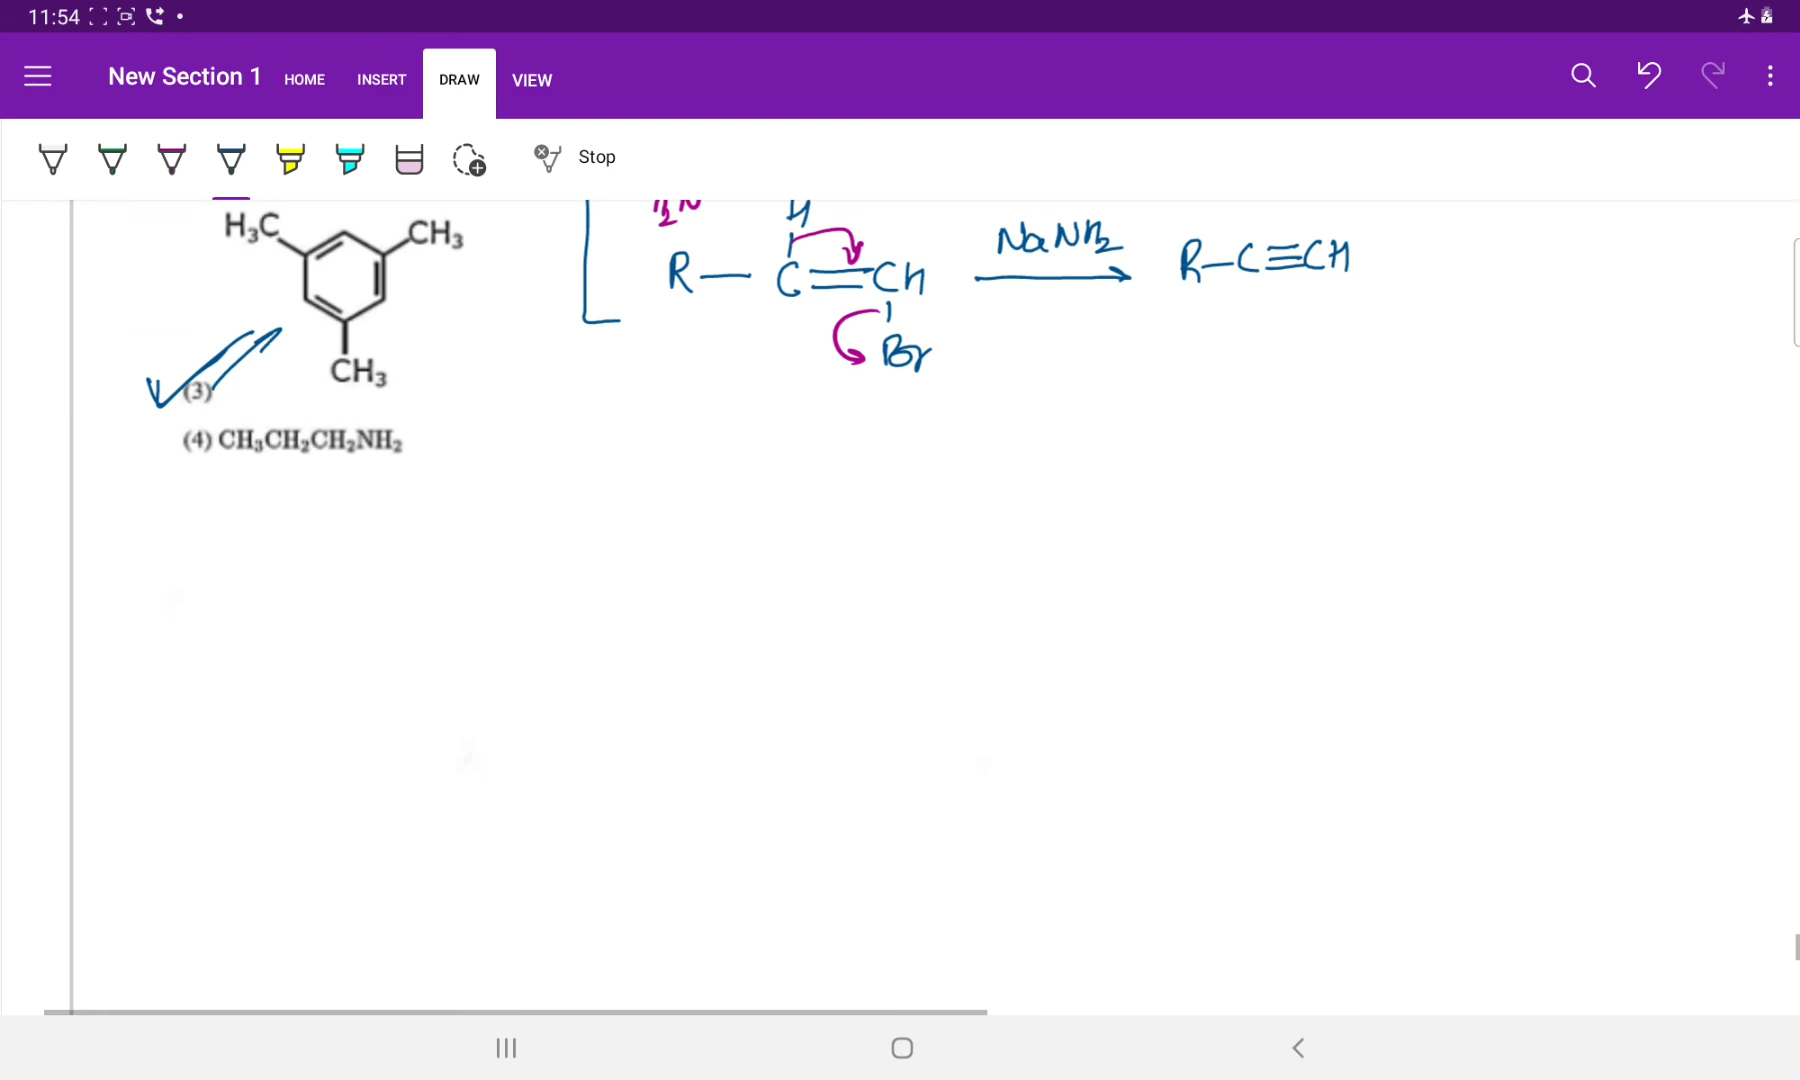 11:54
New Section 1 HOME INSERT DRAW VIEW
Stop
H₃C CH₃
CH₃
(3)
(4) CH₃CH₂CH₂NH₂
H
R—C=CH
Br
NaNH₂
R—C≡CH